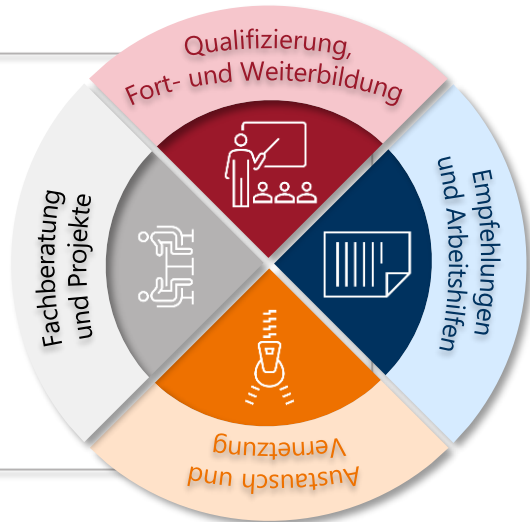 Qualifizierung,
Fort- und Weiterbildung
Empfehlungen
und Arbeitshilfen
Austausch und
Vernetzung
Fachberatung
und Projekte